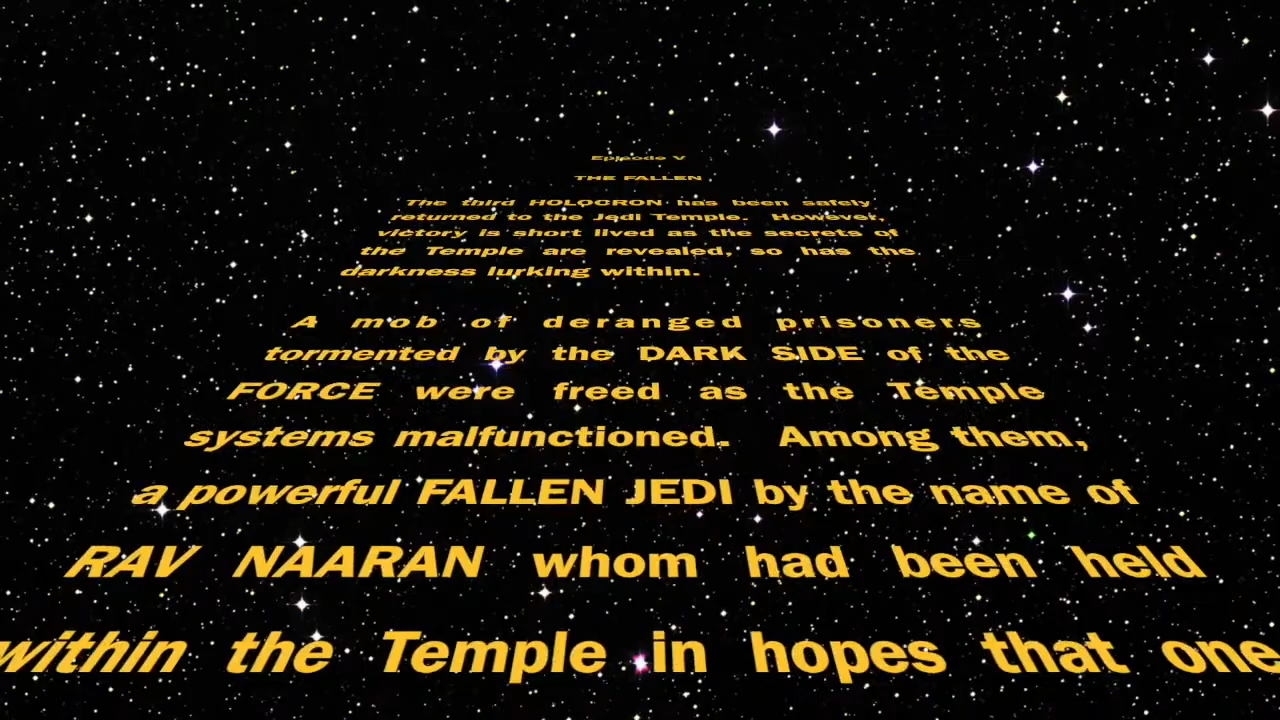 Episode V
THE FALLEN
The third HOLOCRON has been safely
returned to the Jedi Temple. However,
victory is short lived as the secrets of
the Temple are revealed, so has the
darkness lurking within.
A mob of deranged prisoners
tormented by the DARK SIDE of the
FORCE were freed as the Temple
systems malfunctioned. Among them,
a powerful FALLEN JEDI by the name of
RAV NAARAN whom had been held
within the Temple in hopes that one